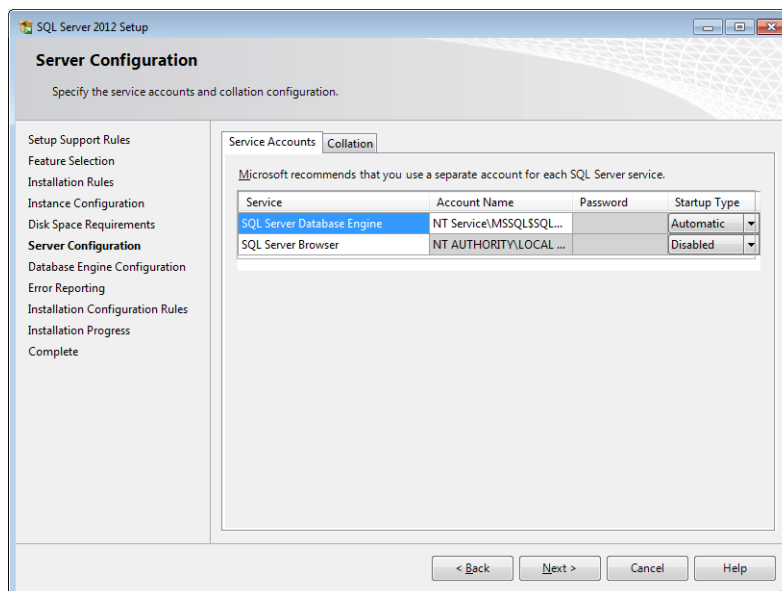 SQL Server 2012 Setup
Server Configuration
Specify the service accounts and collation configuration.
Setup Support Rules
Feature Selection
Installation Rules
Instance Configuration
Disk Space Requirements
Server Configuration
Database Engine Configuration
Error Reporting
Installation Configuration Rules
Installation Progress
Complete
Service Accounts Collation
Microsoft recommends that you use a separate account for each SQL Server service.
Service Account Name Password Startup Type
SQL Server Database Engine NT Service\MSSQL$SQL... Automatic
SQL Server Browser NT AUTHORITY\LOCAL ... Disabled
< Back Next > Cancel Help